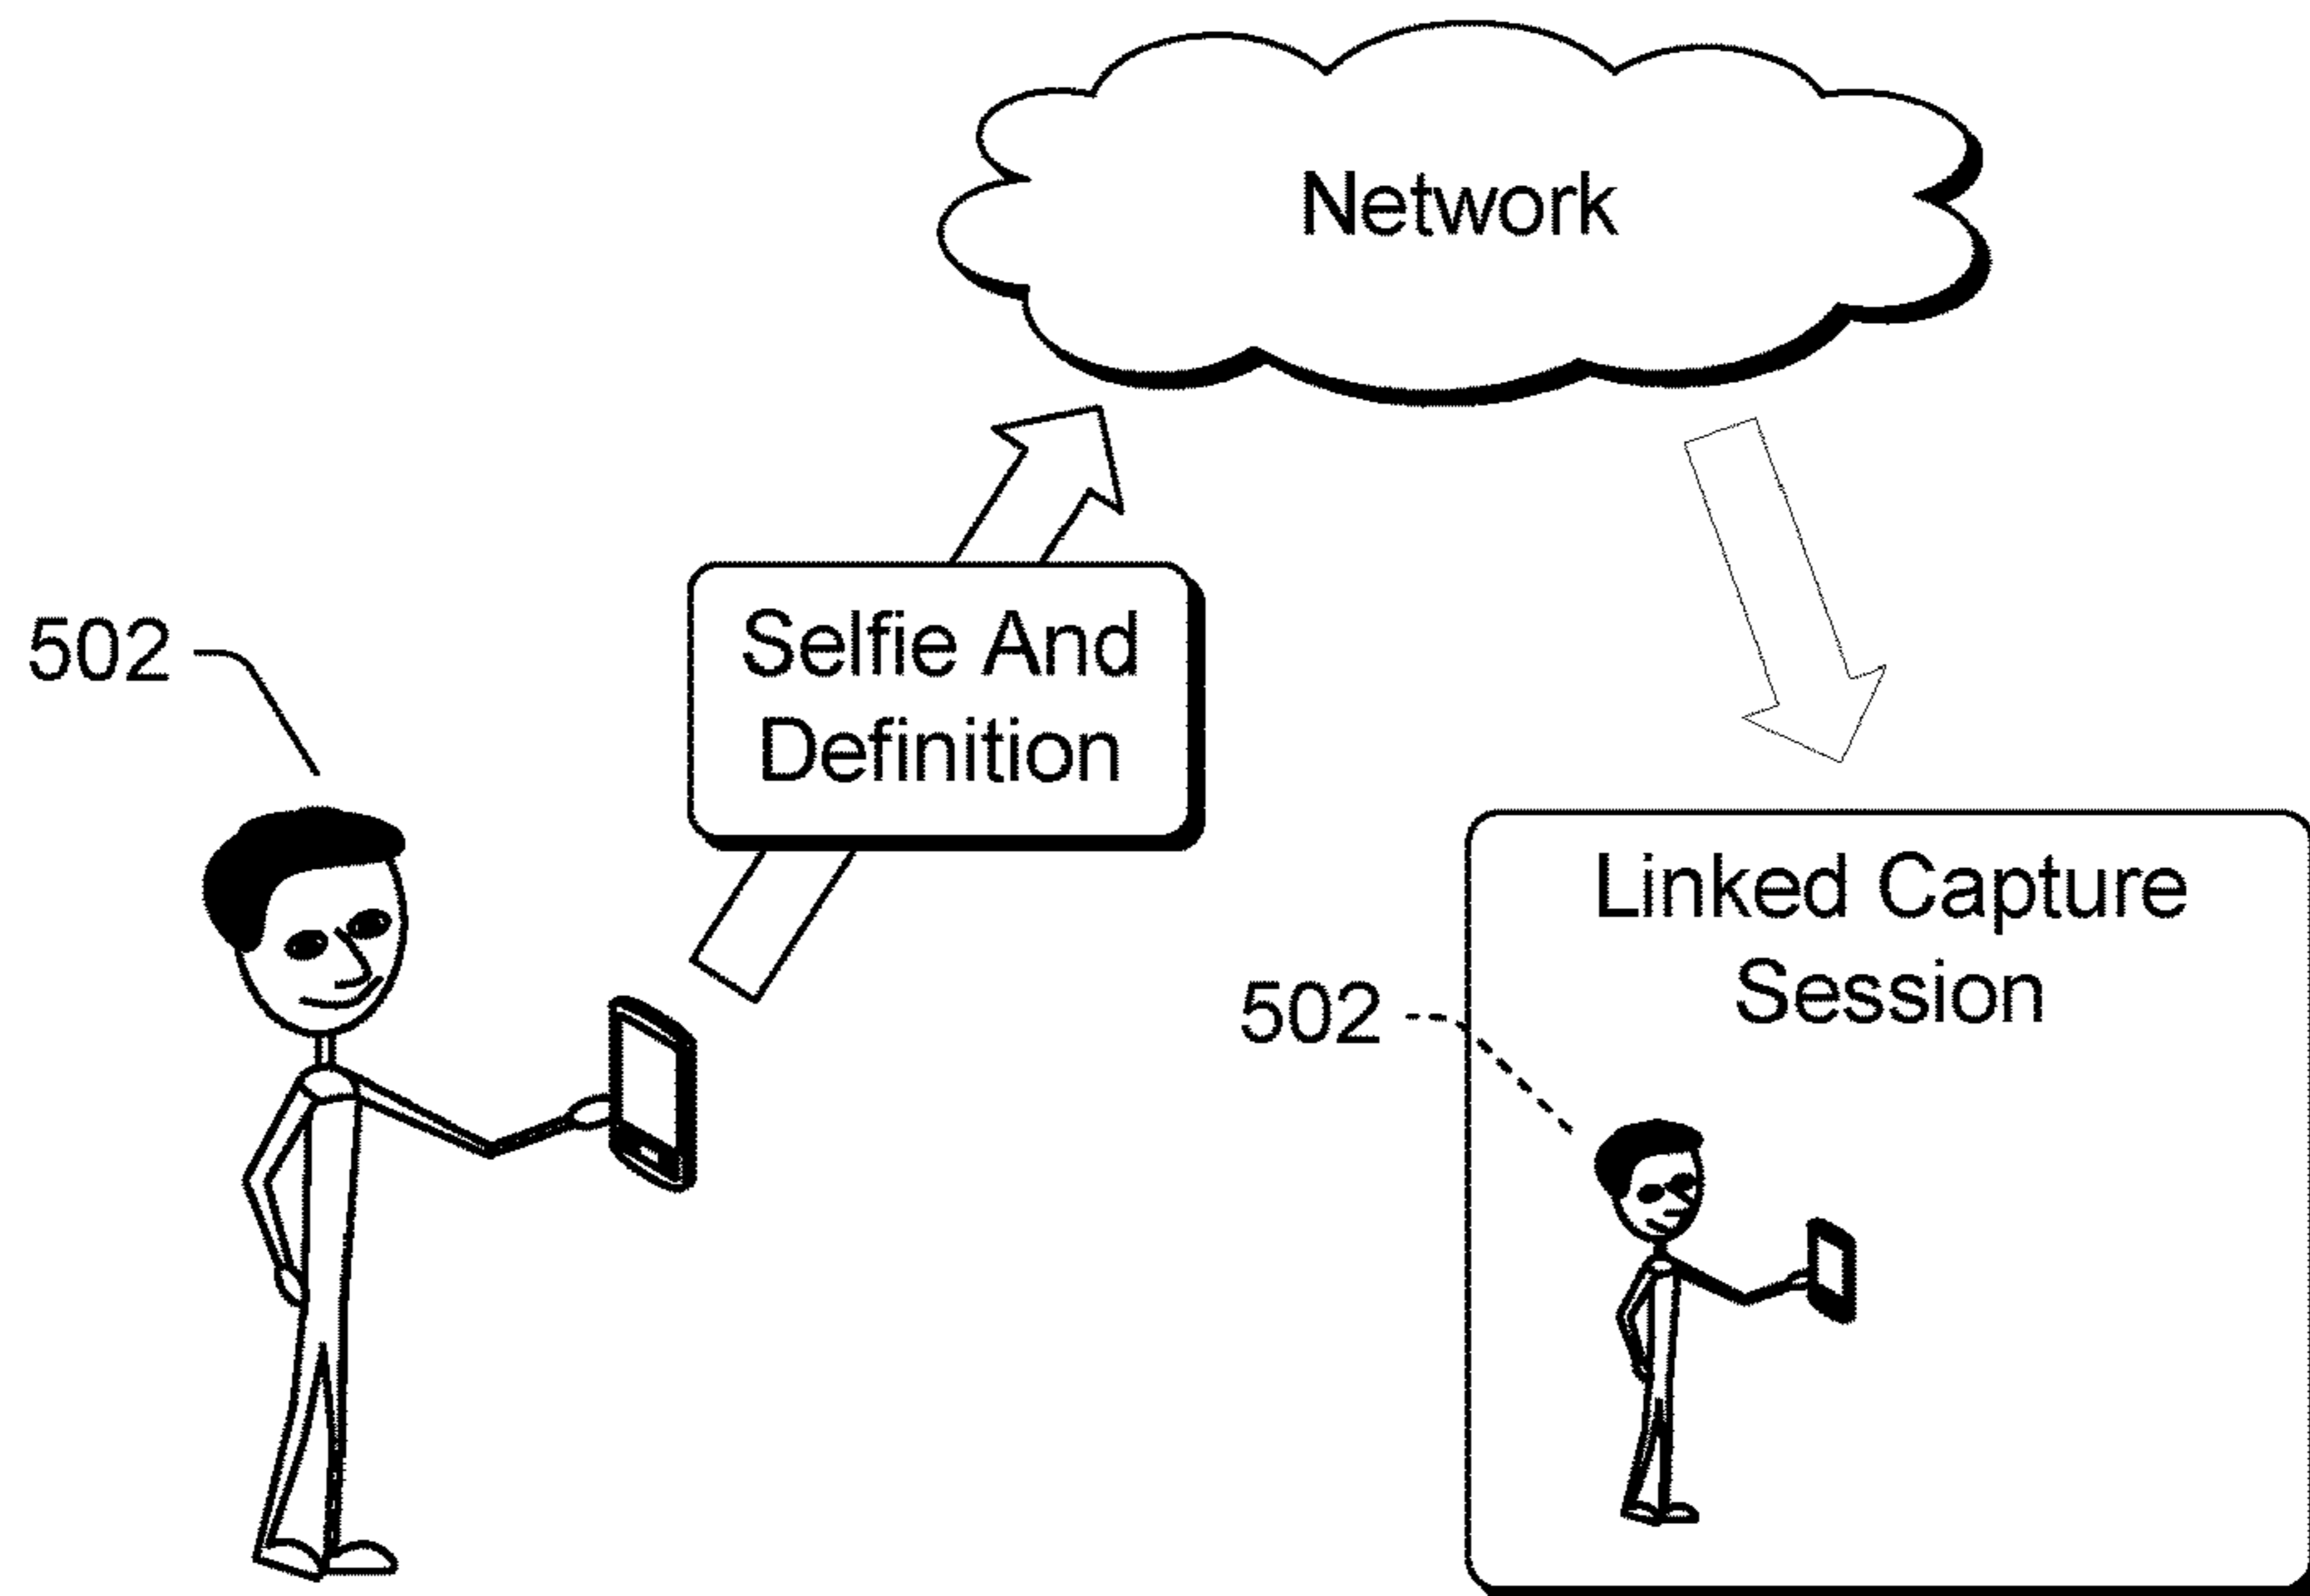 Network
502
Selfie And
Definition
Linked Capture
Session
502